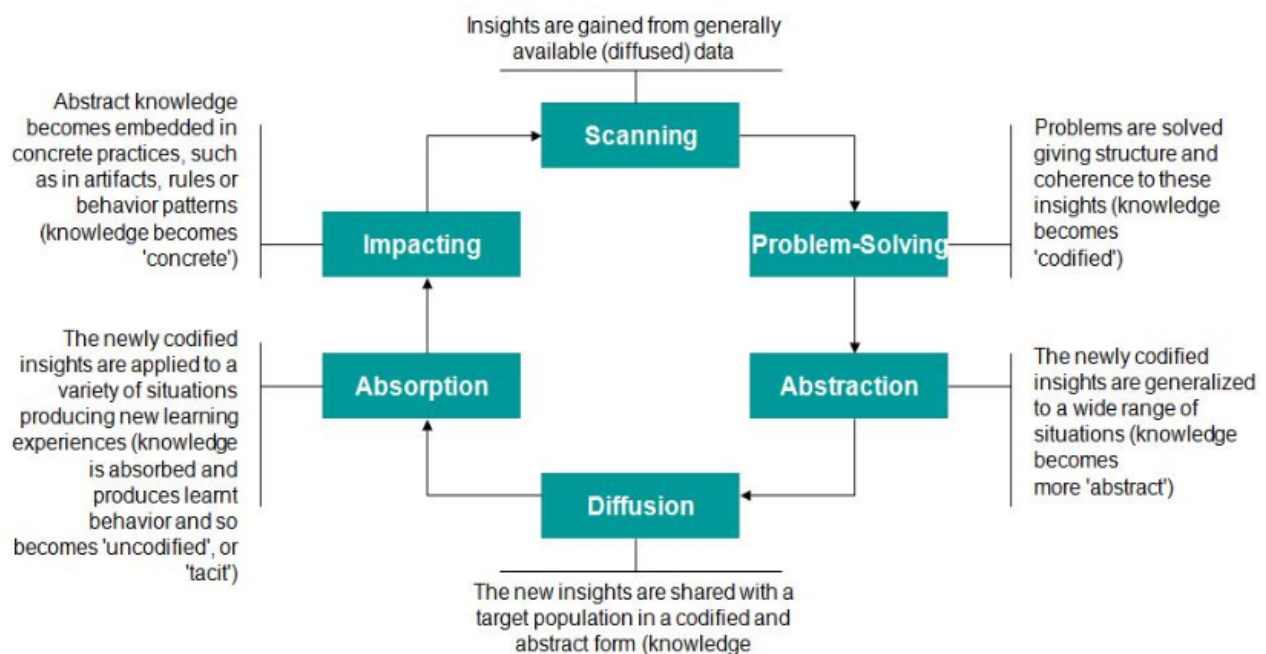 Insights are gained from generally
available (diffused) data
Scanning
Problems are solved
giving structure and
coherence to these
insights (knowledge
becomes
'codified')
Problem-Solving
The newly codified
insights are generalized
to a wide range of
situations (knowledge
becomes
more 'abstract')
Abstraction
Diffusion
The new insights are shared with a
target population in a codified and
abstract form (knowledge
Absorption
The newly codified
insights are applied to a
variety of situations
producing new learning
experiences (knowledge
is absorbed and
produces learnt
behavior and so
becomes 'uncodified', or
'tacit')
Impacting
Abstract knowledge
becomes embedded in
concrete practices, such
as in artifacts, rules or
behavior patterns
(knowledge becomes
'concrete')